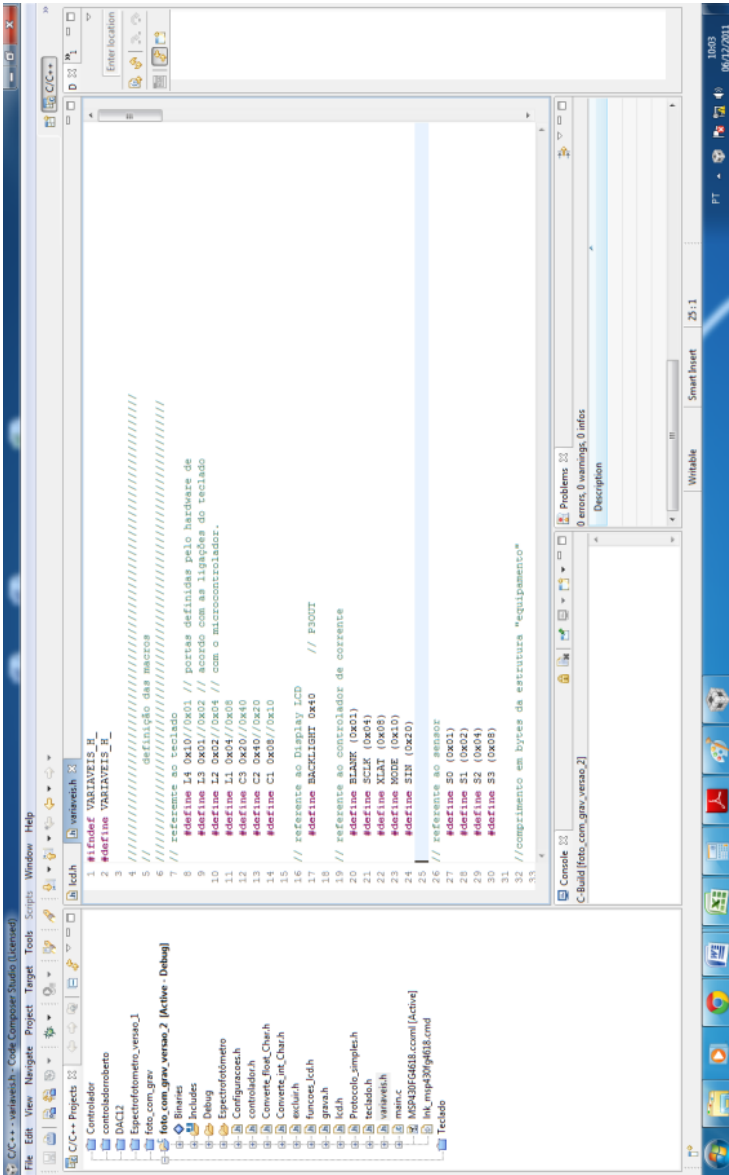 C/C++ - variaveis.h - Code Composer Studio (Licensed)
File Edit View Navigate Project Target Tools Scripts Window Help
C/C++
C/C++ Projects
Controlador
controladorroberto
DAC12
Espectrofotometro_versao_1
foto_com_grav
foto_com_grav_versao_2 [Active - Debug]
Binaries
Includes
Debug
Espectrofotômetro
Configuracoes.h
controlador.h
Converte_float_Char.h
Converte_int_Char.h
excluir.h
funcoes_lcd.h
grava.h
lcd.h
Protocolo_simples.h
teclado.h
variaveis.h
main.c
MSP430FG4618.ccxml [Active]
lnk_msp430fg4618.cmd
Teclado
lcd.h variaveis.h
1 #ifndef VARIAVEIS_H_
2 #define VARIAVEIS_H_
3
4 ////////////////////////////////////////////////////////////////////////
5 // definição das macros
6 ////////////////////////////////////////////////////////////////////////
7 // referemte ao teclado
8 #define L4 0x10//0x01 // portas definidas pelo hardware de
9 #define L3 0x01//0x02 // acordo com as ligações do teclado
10 #define L2 0x02//0x04 // com o microcontrolador.
11 #define L1 0x04//0x08
12 #define C3 0x20//0x40
13 #define C2 0x40//0x20
14 #define C1 0x08//0x10
15
16 // referente ao Display LCD
17 #define BACKLIGHT 0x40 // P3OUT
18
19 // referente ao controlador de corrente
20 #define BLANK (0x01)
21 #define SCLK (0x04)
22 #define XLAT (0x08)
23 #define MODE (0x10)
24 #define SIN (0x20)
25
26 // referente ao sensor
27 #define S0 (0x01)
28 #define S1 (0x02)
29 #define S2 (0x04)
30 #define S3 (0x08)
31
32 //comprimento em bytes da estrutura "equipamento"
33
D 1
Enter location
Console
C-Build [foto_com_grav_versao_2]
Problems
0 errors, 0 warnings, 0 infos
Description
Writable Smart Insert 25 : 1
PT
10:03
06/12/2011